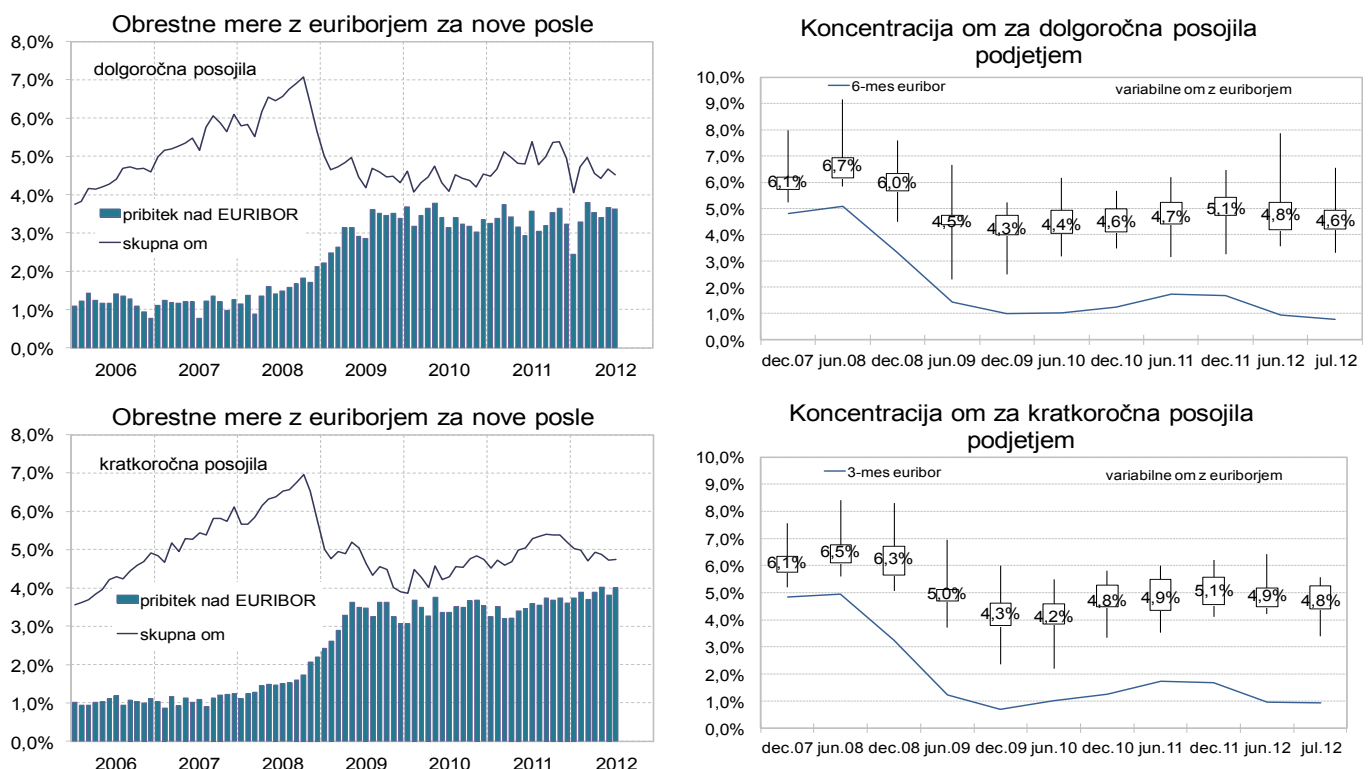 Obrestne mere z euriborjem za nove posle
8,0%
7,0%
6,0%
5,0%
4,0%
3,0%
2,0%
1,0%
0,0%
dolgoročna posojila
pribitek nad EURIBOR
skupna om
2006 2007 2008 2009 2010 2011 2012
Koncentracija om za dolgoročna posojila
podjetjem
10,0%
9,0%
8,0%
7,0%
6,0%
5,0%
4,0%
3,0%
2,0%
1,0%
0,0%
6-mes euribor
variabilne om z euriborjem
6,1% 6,7% 6,0% 4,5% 4,3% 4,4% 4,6% 4,7% 5,1% 4,8% 4,6%
dec.07 jun.08 dec.08 jun.09 dec.09 jun.10 dec.10 jun.11 dec.11 jun.12 jul.12
Obrestne mere z euriborjem za nove posle
8,0%
7,0%
6,0%
5,0%
4,0%
3,0%
2,0%
1,0%
0,0%
kratkoročna posojila
pribitek nad EURIBOR
skupna om
2006 2007 2008 2009 2010 2011 2012
Koncentracija om za kratkoročna posojila
podjetjem
10,0%
9,0%
8,0%
7,0%
6,0%
5,0%
4,0%
3,0%
2,0%
1,0%
0,0%
3-mes euribor
variabilne om z euriborjem
6,1% 6,5% 6,3% 5,0% 4,3% 4,2% 4,8% 4,9% 5,1% 4,9% 4,8%
dec.07 jun.08 dec.08 jun.09 dec.09 jun.10 dec.10 jun.11 dec.11 jun.12 jul.12